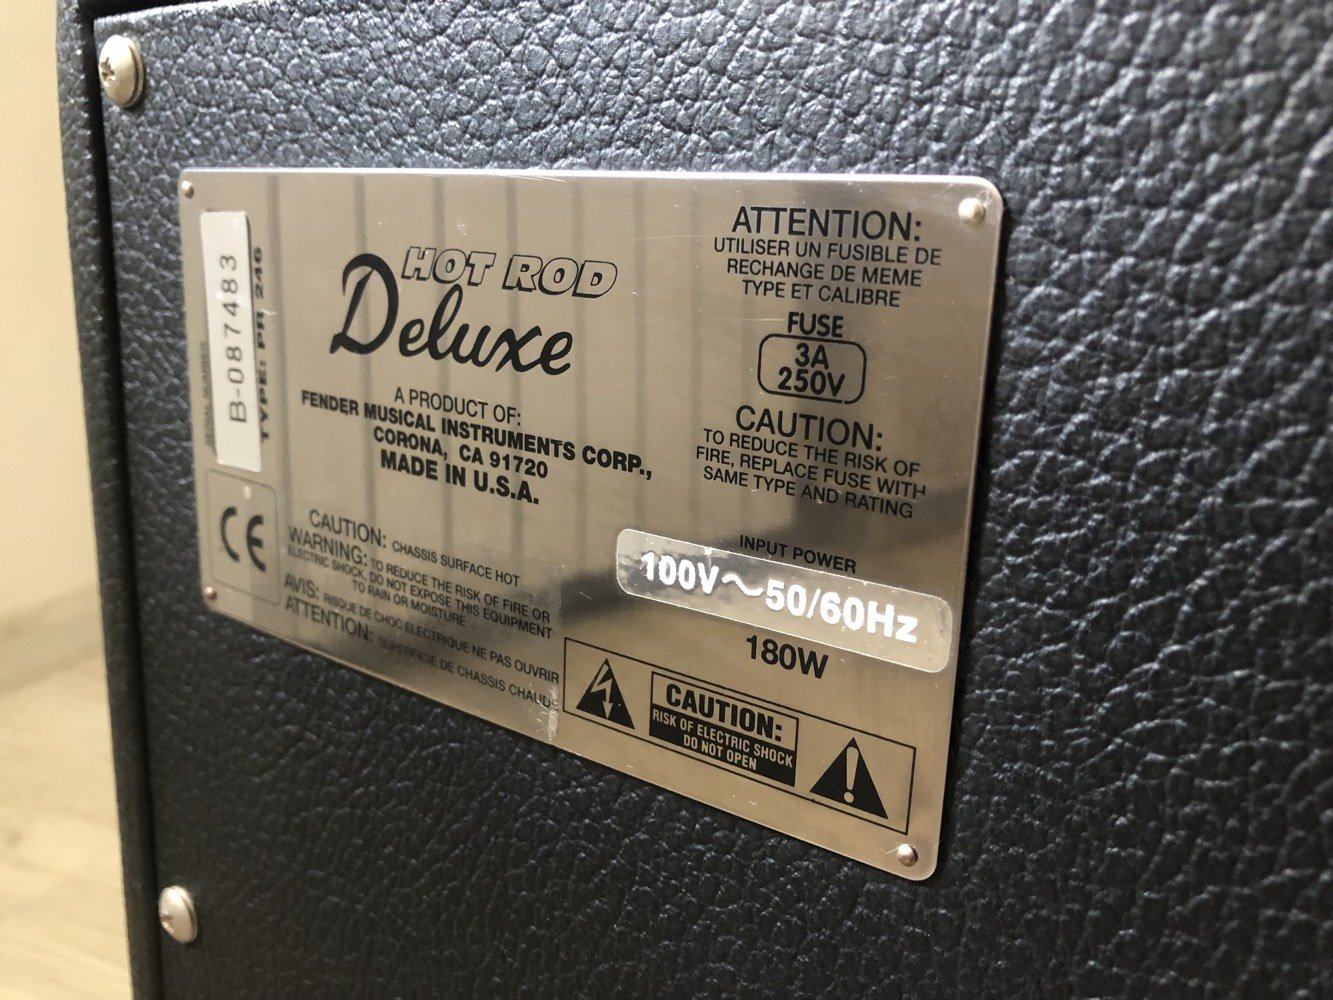 SERIAL NUMBER
B-087483
TYPE: PR 246
HOT ROD
Deluxe
A PRODUCT OF:
FENDER MUSICAL INSTRUMENTS CORP.,
CORONA, CA 91720
MADE IN U.S.A.
CE
CAUTION: CHASSIS SURFACE HOT
WARNING: TO REDUCE THE RISK OF FIRE OR
ELECTRIC SHOCK, DO NOT EXPOSE THIS EQUIPMENT
TO RAIN OR MOISTURE
AVIS: RISQUE DE CHOC ELECTRIQUE NE PAS OUVRIR
ATTENTION: SUPERFICIE DE CHASSIS CHAUDE
ATTENTION:
UTILISER UN FUSIBLE DE
RECHANGE DE MEME
TYPE ET CALIBRE
FUSE
3A
250V
CAUTION:
TO REDUCE THE RISK OF
FIRE, REPLACE FUSE WITH
SAME TYPE AND RATING
INPUT POWER
100V~50/60Hz
180W
CAUTION:
RISK OF ELECTRIC SHOCK
DO NOT OPEN